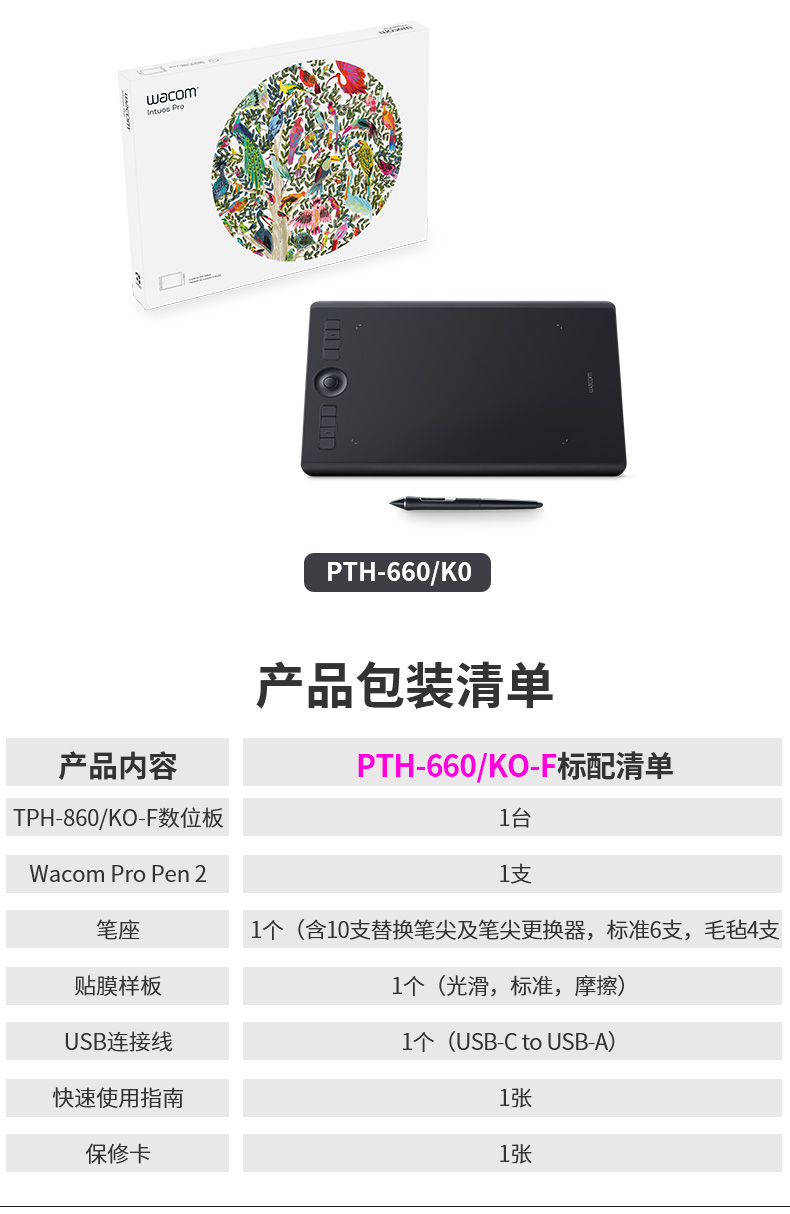 wacom
Intuos Pro
wacom
wacom
wacom
PTH-660/K0
产品包装清单
产品内容
PTH-660/KO-F标配清单
TPH-860/KO-F数位板
1台
Wacom Pro Pen 2
1支
笔座
1个（含10支替换笔尖及笔尖更换器，标准6支，毛毡4支
贴膜样板
1个（光滑，标准，摩擦）
USB连接线
1个（USB-C to USB-A）
快速使用指南
1张
保修卡
1张